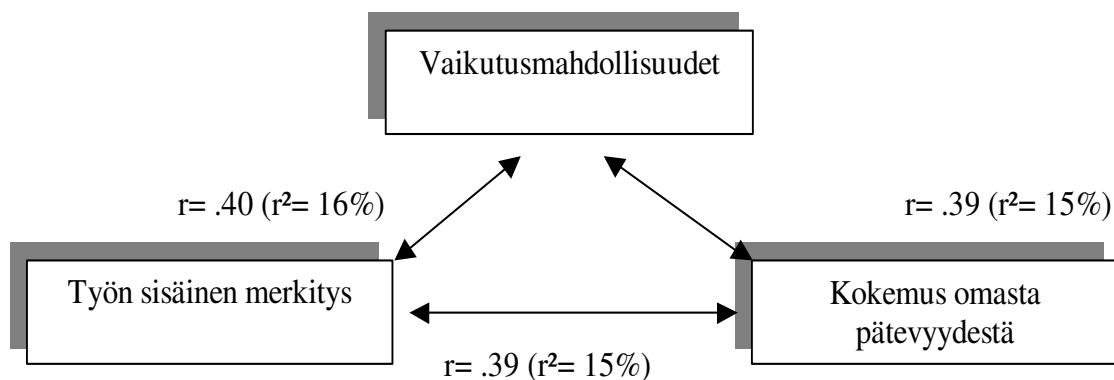 Vaikutusmahdollisuudet
r= .40 (r²= 16%)
r= .39 (r²= 15%)
Työn sisäinen merkitys
Kokemus omasta
pätevyydestä
r= .39 (r²= 15%)